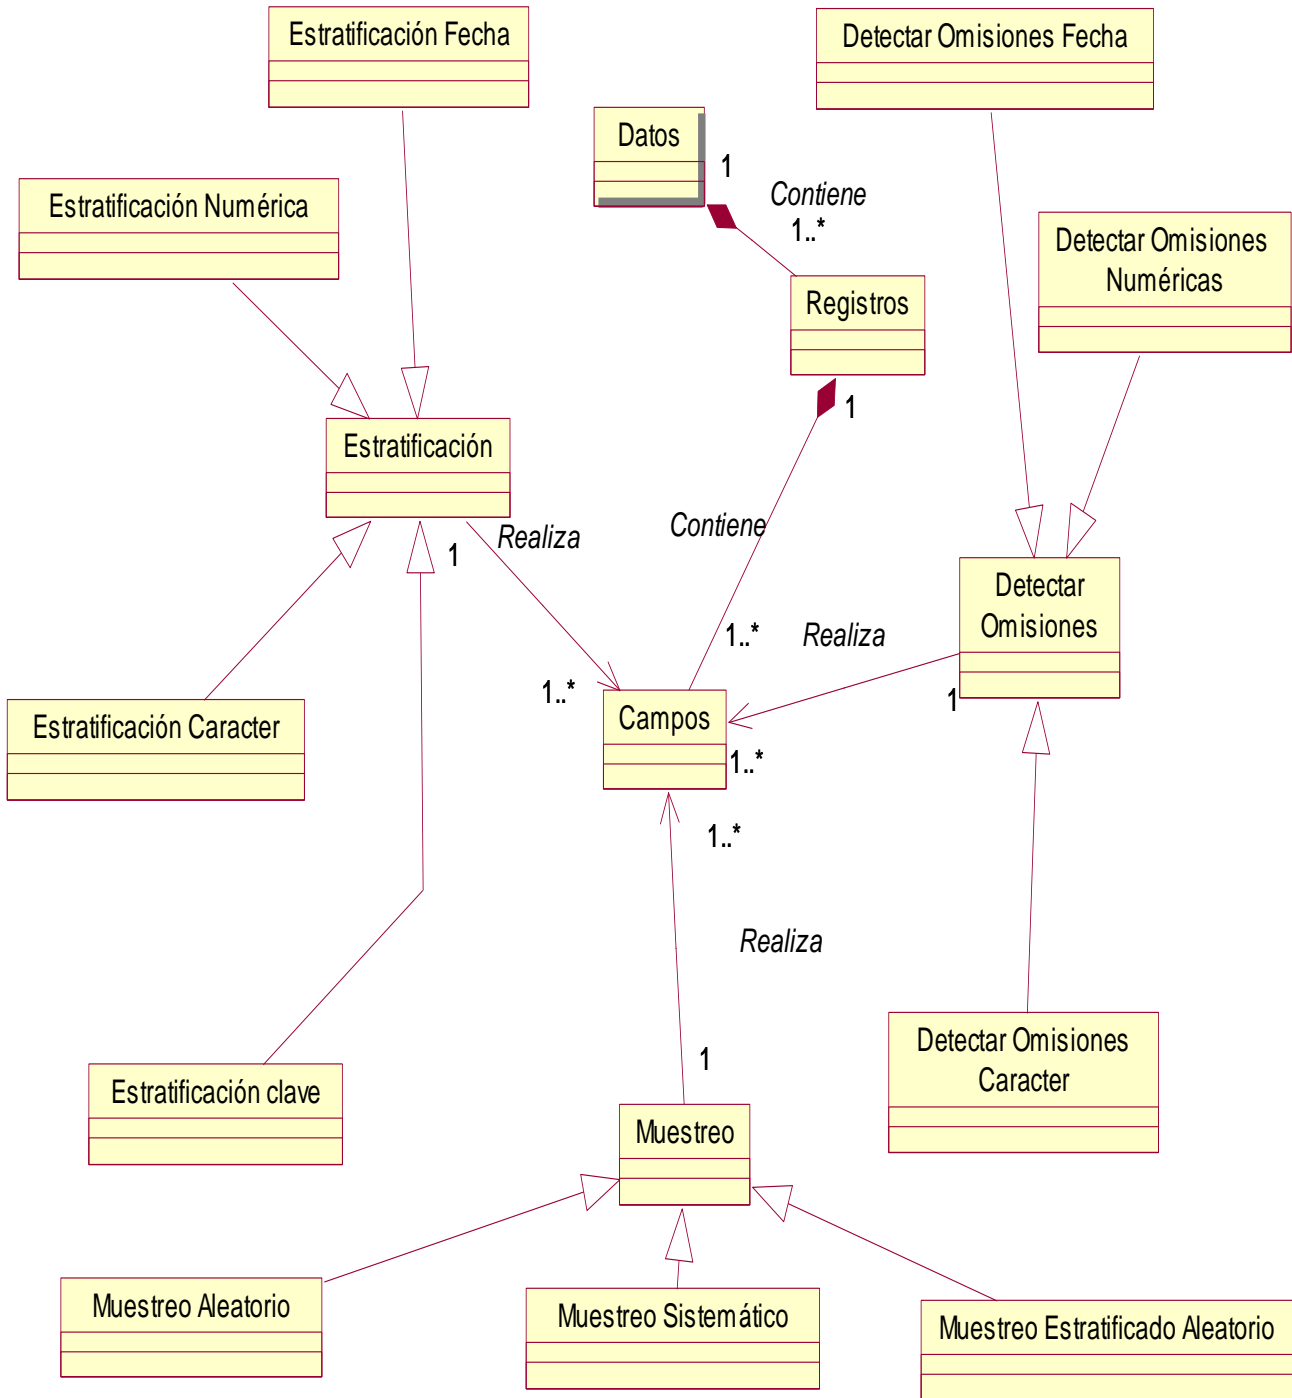 Estratificación Fecha
Detectar Omisiones Fecha
Datos
1
Contiene
1..*
Estratificación Numérica
Detectar Omisiones
Numéricas
Registros
1
Estratificación
1
Realiza
Contiene
1..*
Realiza
Detectar
Omisiones
1
1..*
Campos
1..*
Estratificación Caracter
1..*
Realiza
1
Detectar Omisiones
Caracter
Estratificación clave
Muestreo
Muestreo Aleatorio
Muestreo Sistemático
Muestreo Estratificado Aleatorio